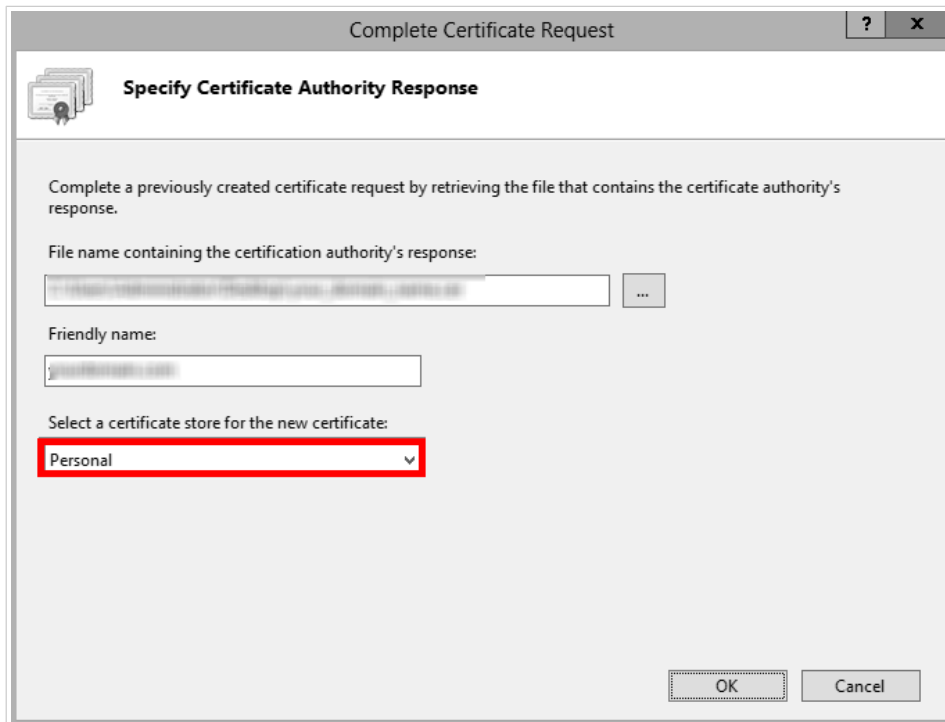 Complete Certificate Request
?
x
Specify Certificate Authority Response
Complete a previously created certificate request by retrieving the file that contains the certificate authority's
response.
File name containing the certification authority's response:
...
Friendly name:
Select a certificate store for the new certificate:
Personal
OK
Cancel